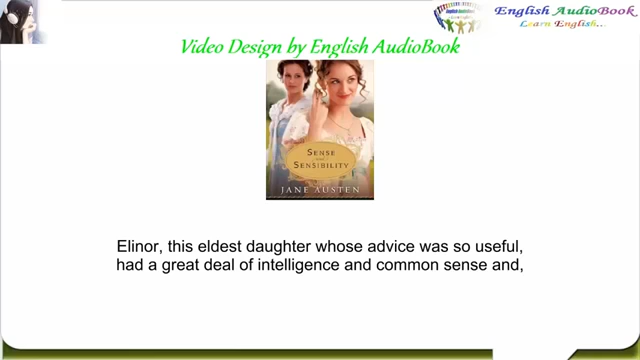 English AudioBook
Learn English...
Video Design by English AudioBook
SENSE
and
SENSIBILITY
JANE AUSTEN
Elinor, this eldest daughter whose advice was so useful,
had a great deal of intelligence and common sense and,